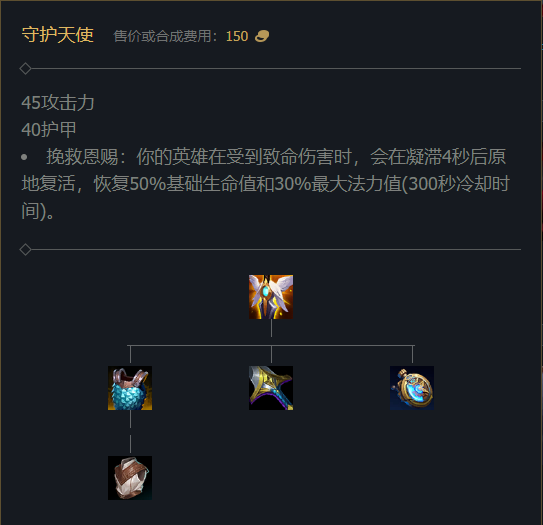 守护天使 售价或合成费用：150
45攻击力
40护甲
• 挽救恩赐：你的英雄在受到致命伤害时，会在凝滞4秒后原
地复活，恢复50%基础生命值和30%最大法力值(300秒冷却时
间)。